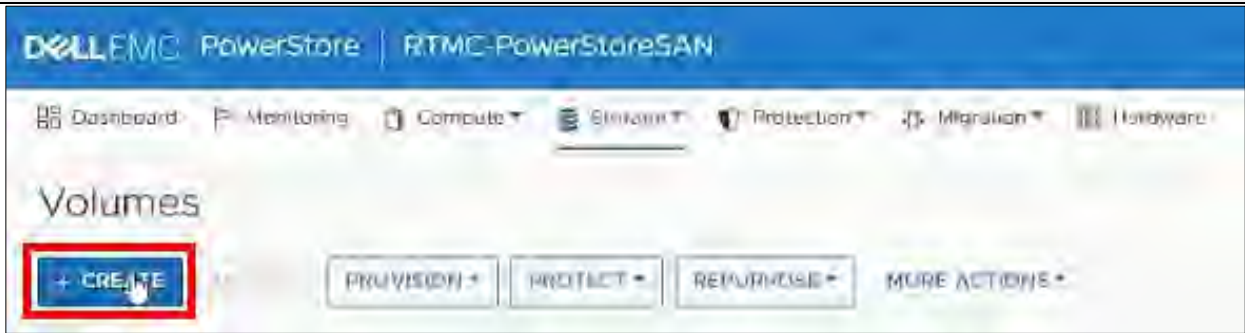 DELLEMC PowerStore | RTMC-PowerStoreSAN
Dashboard Monitoring Compute Storage Protection Migration Hardware
Volumes
+ CREATE PROVISION PROTECT REPURPOSE MORE ACTIONS